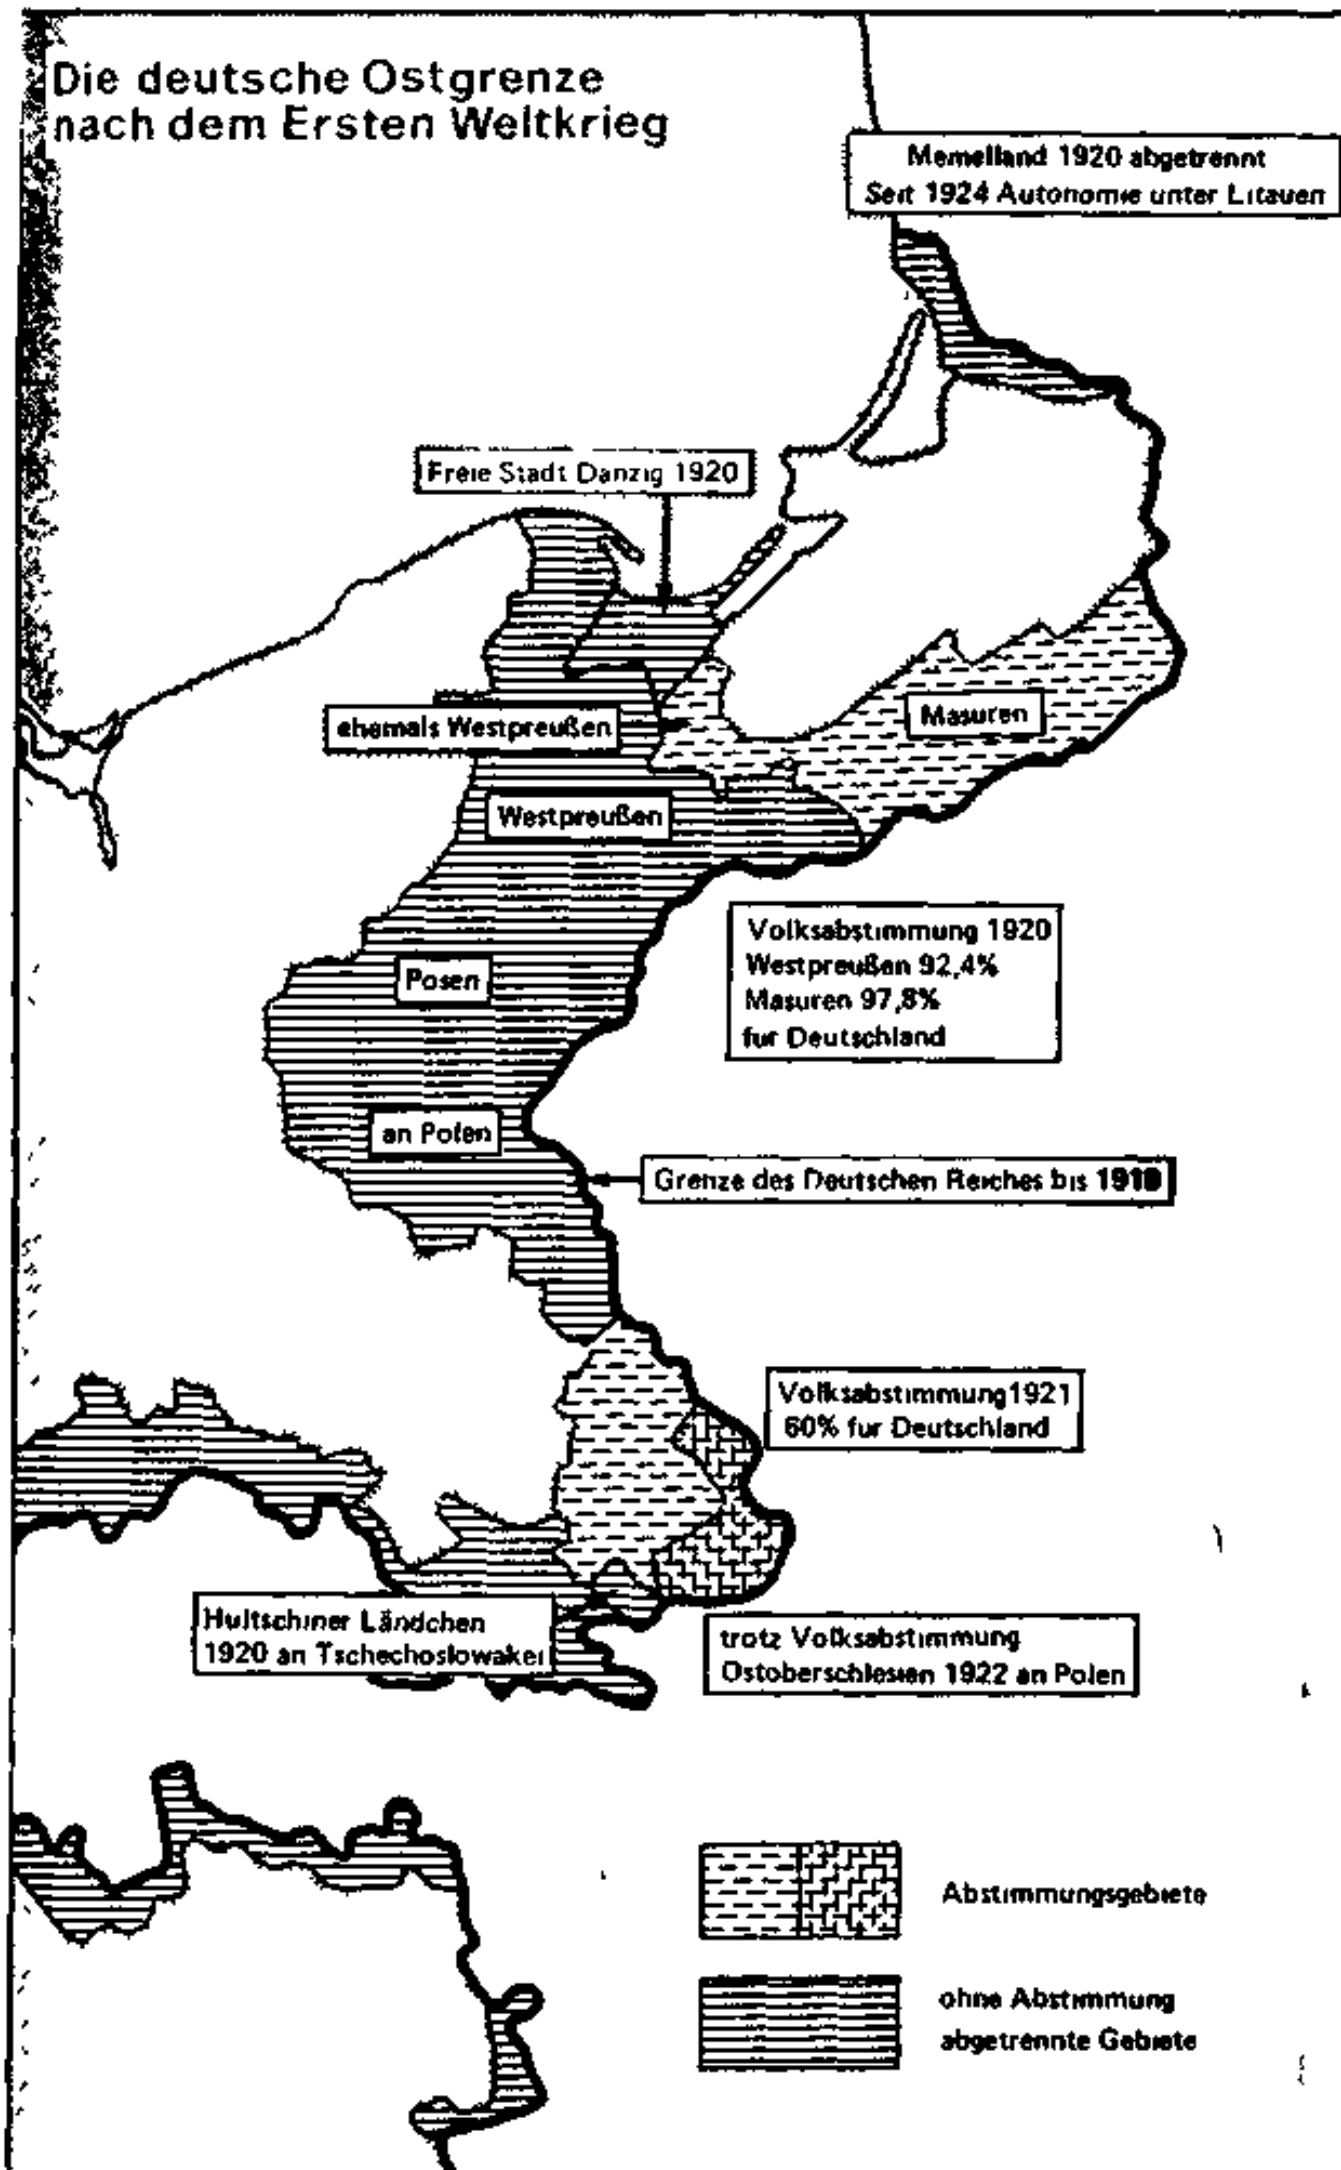 Die deutsche Ostgrenze
nach dem Ersten Weltkrieg
Memelland 1920 abgetrennt
Seit 1924 Autonomie unter Litauen
Freie Stadt Danzig 1920
ehemals Westpreußen
Masuren
Westpreußen
Volksabstimmung 1920
Westpreußen 92,4%
Masuren 97,8%
fur Deutschland
Posen
an Polen
Grenze des Deutschen Reiches bis 1918
Volksabstimmung 1921
60% fur Deutschland
Hultschiner Ländchen
1920 an Tschechoslowakei
trotz Volksabstimmung
Ostoberschlesien 1922 an Polen
Abstimmungsgebiete
ohne Abstimmung
abgetrennte Gebiete